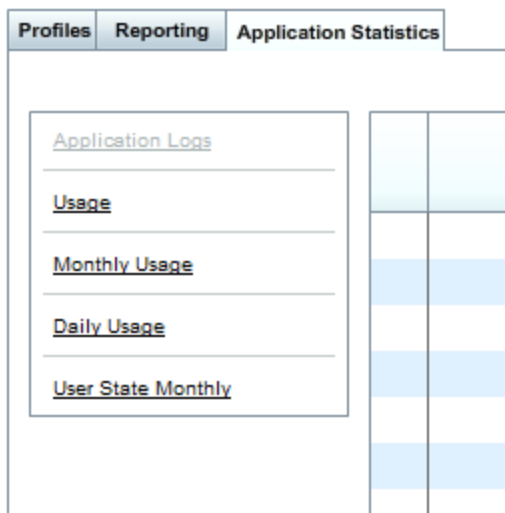 Profiles Reporting Application Statistics
Application Logs
Usage
Monthly Usage
Daily Usage
User State Monthly